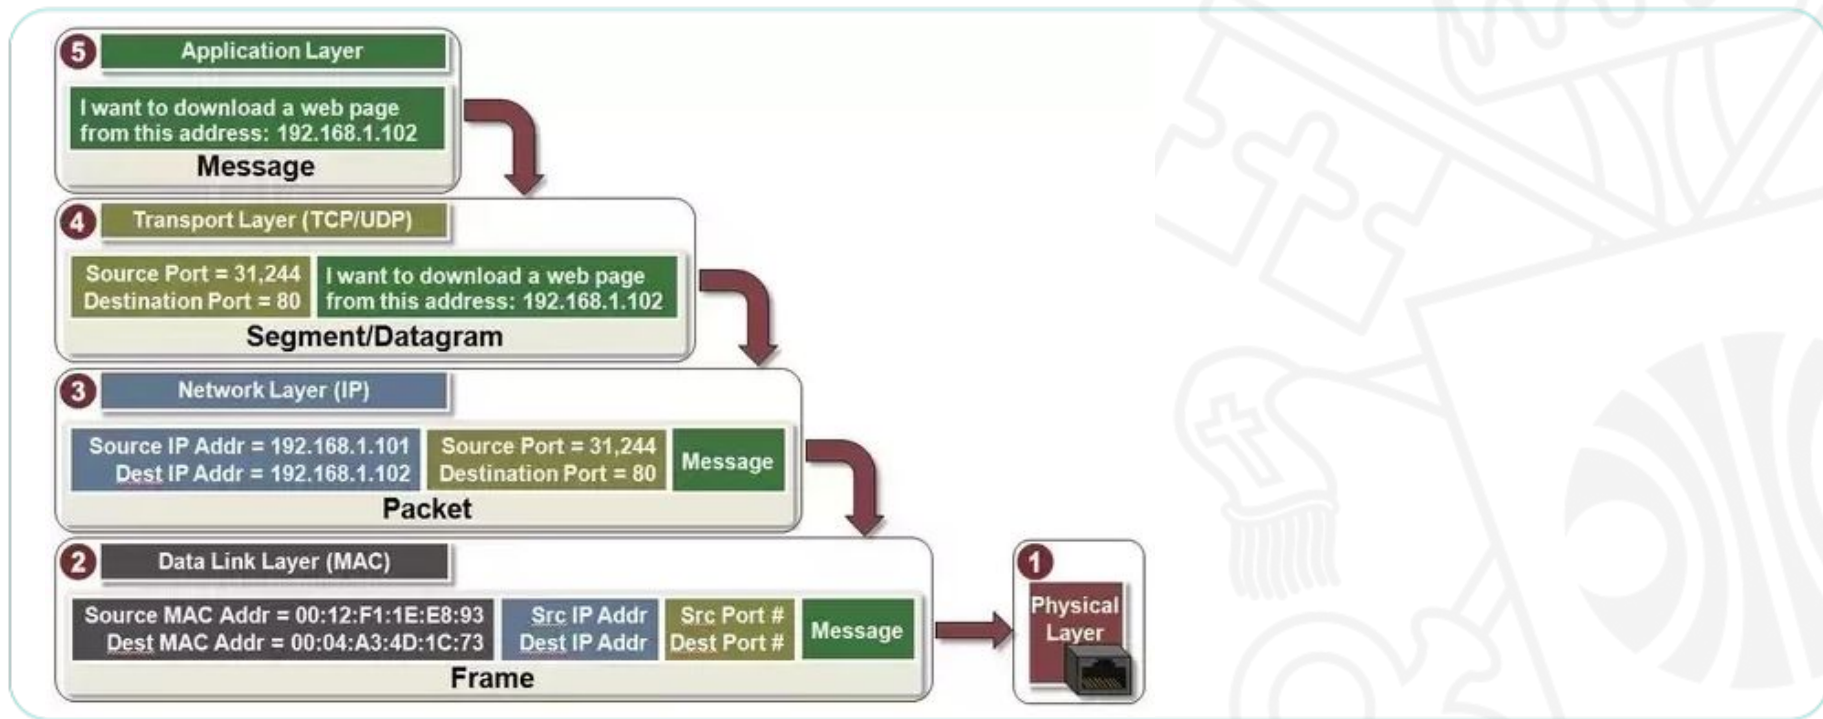 5
Application Layer
I want to download a web page
from this address: 192.168.1.102
Message
4
Transport Layer (TCP/UDP)
Source Port = 31,244
Destination Port = 80
I want to download a web page
from this address: 192.168.1.102
Segment/Datagram
3
Network Layer (IP)
Source IP Addr = 192.168.1.101
Dest IP Addr = 192.168.1.102
Source Port = 31,244
Destination Port = 80
Message
Packet
2
Data Link Layer (MAC)
Source MAC Addr = 00:12:F1:1E:E8:93
Dest MAC Addr = 00:04:A3:4D:1C:73
Src IP Addr
Dest IP Addr
Src Port #
Dest Port #
Message
Frame
1
Physical
Layer